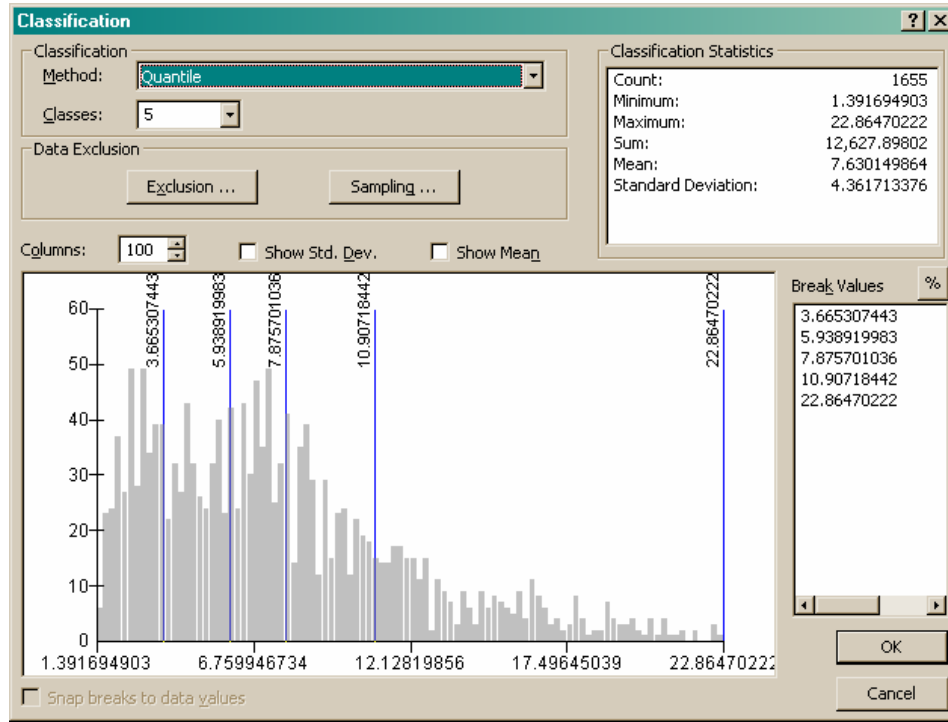 Classification
? ×
Classification
Method: Quantile
Classes: 5
Data Exclusion
Exclusion ...
Sampling ...
Classification Statistics
Count: 1655
Minimum: 1.391694903
Maximum: 22.86470222
Sum: 12,627.89802
Mean: 7.630149864
Standard Deviation: 4.361713376
Columns: 100
Show Std. Dev.
Show Mean
3.665307443
5.938919983
7.875701036
10.90718442
22.86470222
60
50
40
30
20
10
0
1.391694903 6.759946734 12.12819856 17.49645039 22.86470222
Break Values %
3.665307443
5.938919983
7.875701036
10.90718442
22.86470222
Snap breaks to data values
OK
Cancel